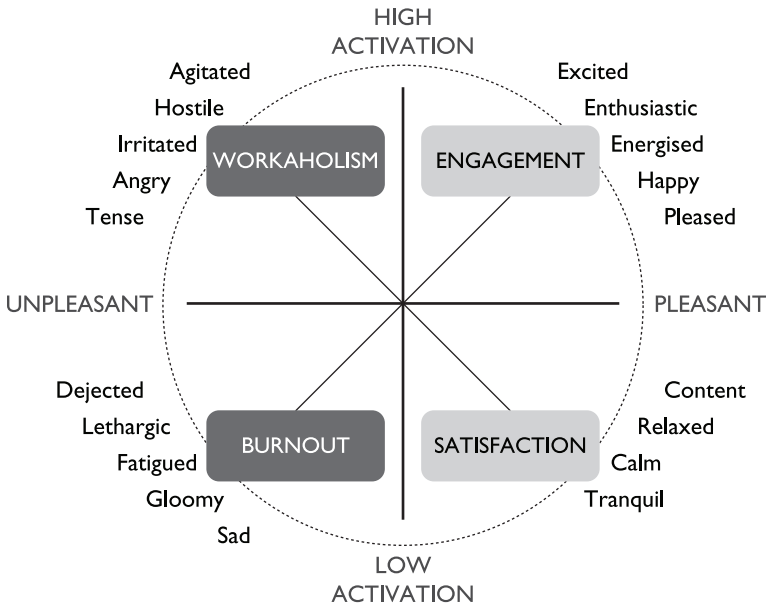 HIGH
ACTIVATION
Agitated
Hostile
Irritated
Angry
Tense
Excited
Enthusiastic
Energised
Happy
Pleased
WORKAHOLISM
ENGAGEMENT
UNPLEASANT
PLEASANT
Dejected
Lethargic
Fatigued
Gloomy
Sad
BURNOUT
SATISFACTION
Content
Relaxed
Calm
Tranquil
LOW
ACTIVATION